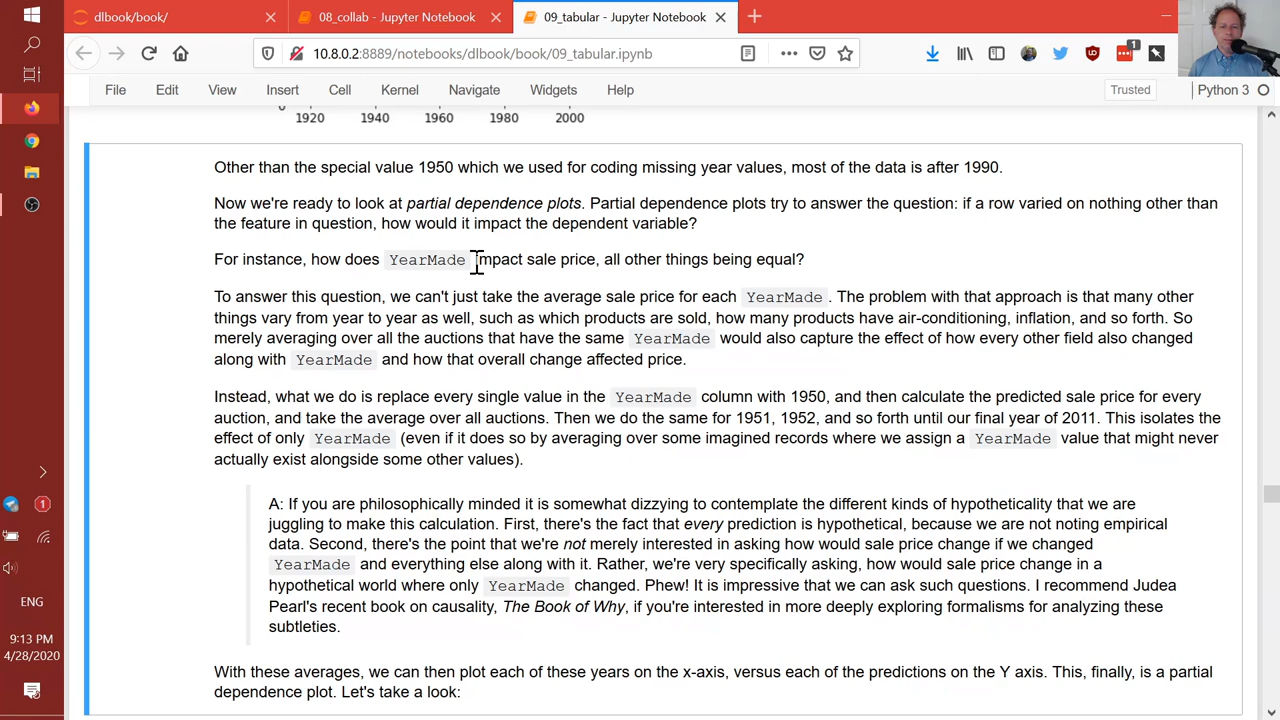 dlbook/book/
08_collab - Jupyter Notebook
09_tabular - Jupyter Notebook
10.8.0.2:8889/notebooks/dlbook/book/09_tabular.ipynb
1
File Edit View Insert Cell Kernel Navigate Widgets Help
Trusted
Python 3
0
1920 1940 1960 1980 2000
Other than the special value 1950 which we used for coding missing year values, most of the data is after 1990.
Now we're ready to look at partial dependence plots. Partial dependence plots try to answer the question: if a row varied on nothing other than
the feature in question, how would it impact the dependent variable?
For instance, how does YearMade impact sale price, all other things being equal?
To answer this question, we can't just take the average sale price for each YearMade. The problem with that approach is that many other
things vary from year to year as well, such as which products are sold, how many products have air-conditioning, inflation, and so forth. So
merely averaging over all the auctions that have the same YearMade would also capture the effect of how every other field also changed
along with YearMade and how that overall change affected price.
Instead, what we do is replace every single value in the YearMade column with 1950, and then calculate the predicted sale price for every
auction, and take the average over all auctions. Then we do the same for 1951, 1952, and so forth until our final year of 2011. This isolates the
effect of only YearMade (even if it does so by averaging over some imagined records where we assign a YearMade value that might never
actually exist alongside some other values).
A: If you are philosophically minded it is somewhat dizzying to contemplate the different kinds of hypotheticality that we are
juggling to make this calculation. First, there's the fact that every prediction is hypothetical, because we are not noting empirical
data. Second, there's the point that we're not merely interested in asking how would sale price change if we changed
YearMade and everything else along with it. Rather, we're very specifically asking, how would sale price change in a
hypothetical world where only YearMade changed. Phew! It is impressive that we can ask such questions. I recommend Judea
Pearl's recent book on causality, The Book of Why, if you're interested in more deeply exploring formalisms for analyzing these
subtleties.
With these averages, we can then plot each of these years on the x-axis, versus each of the predictions on the Y axis. This, finally, is a partial
dependence plot. Let's take a look:
1
ENG
9:13 PM
4/28/2020